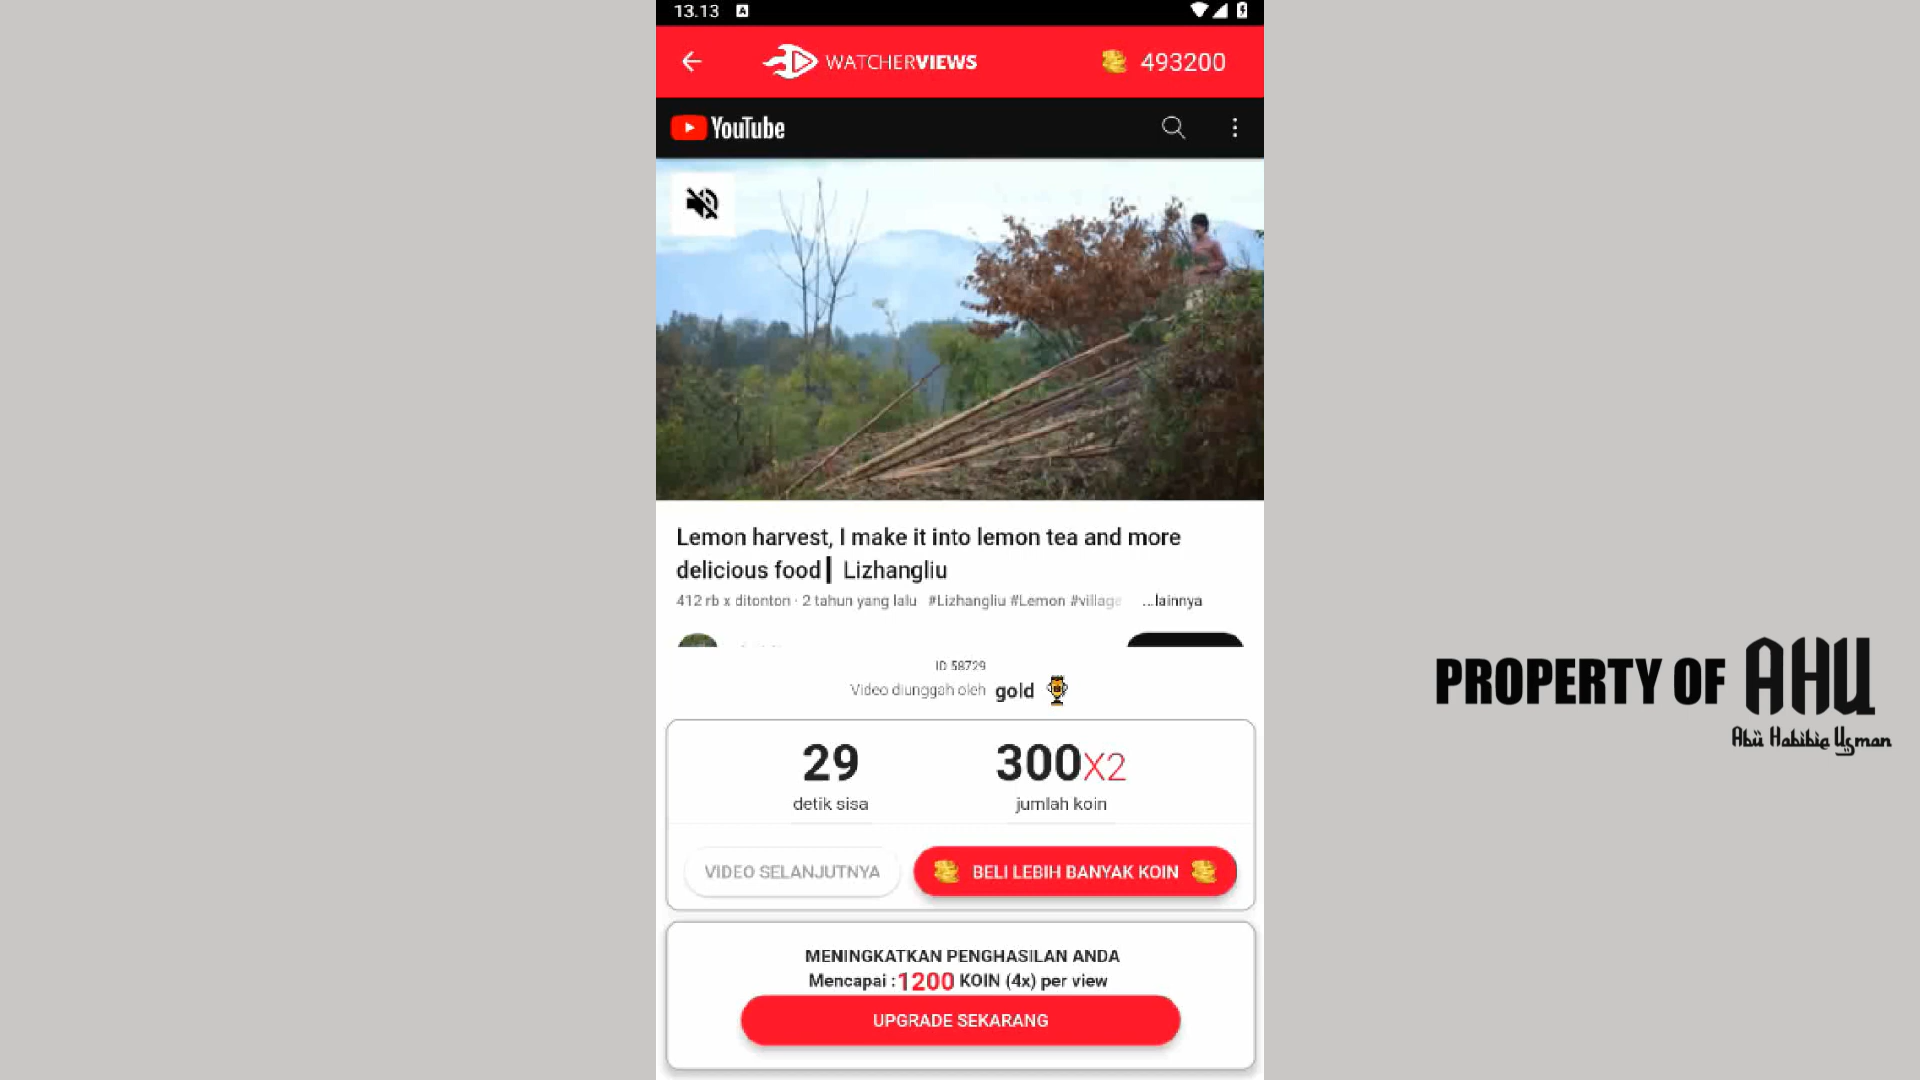 13.13
A
WATCHERVIEWS
493200
YouTube
Lemon harvest, I make it into lemon tea and more
delicious food ▏Lizhangliu
412 rb x ditonton · 2 tahun yang lalu #Lizhangliu #Lemon #village ...lainnya
ID 58729
Video diunggah oleh gold
29
detik sisa
300X2
jumlah koin
VIDEO SELANJUTNYA
BELI LEBIH BANYAK KOIN
MENINGKATKAN PENGHASILAN ANDA
Mencapai : 1200 KOIN (4x) per view
UPGRADE SEKARANG
PROPERTY OF AHU
Abü Habibie Uşman